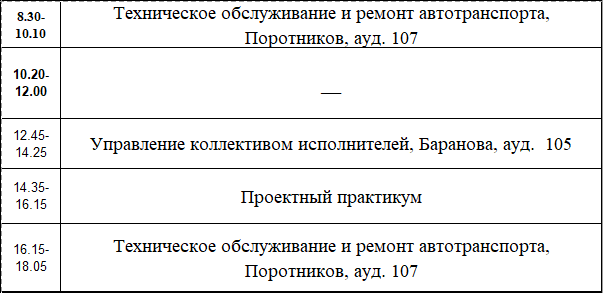 8.30-
10.10
Техническое обслуживание и ремонт автотранспорта,
Поротников, ауд. 107
10.20-
12.00
—
12.45-
14.25
Управление коллективом исполнителей, Баранова, ауд. 105
14.35-
16.15
Проектный практикум
16.15-
18.05
Техническое обслуживание и ремонт автотранспорта,
Поротников, ауд. 107